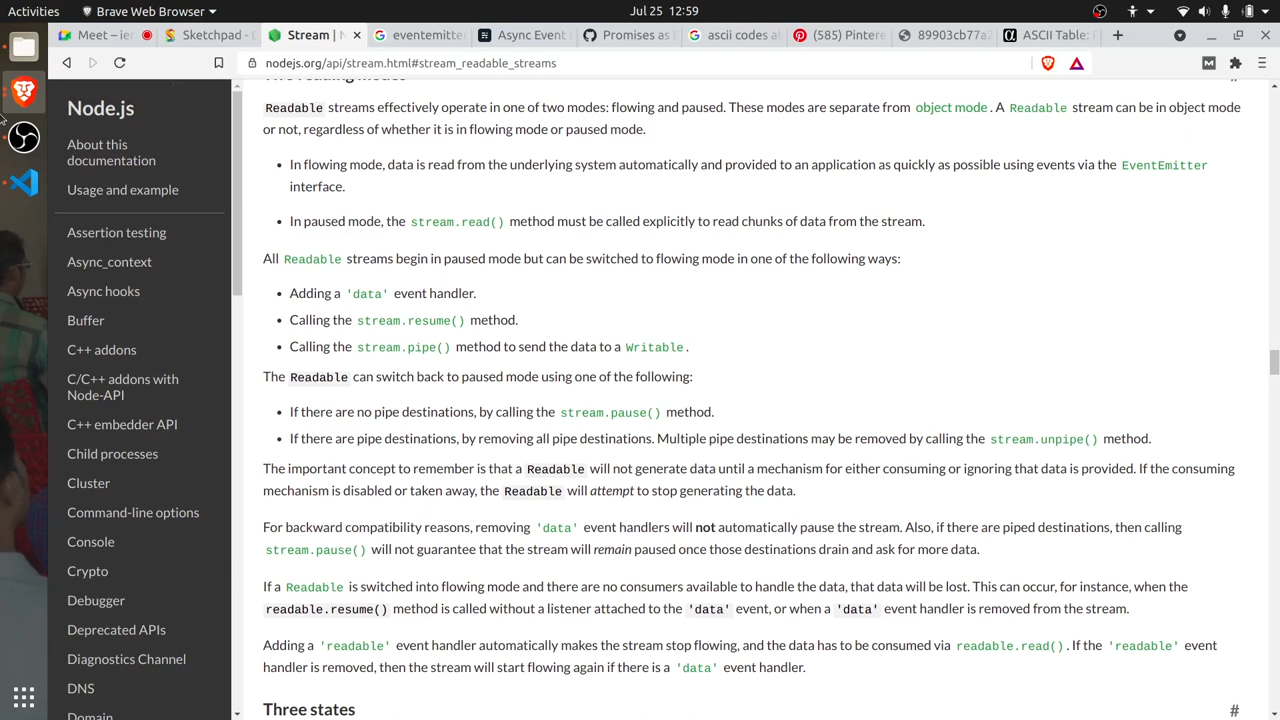 Activities Brave Web Browser Jul 25 12:59
Meet – ier Sketchpad - Stream | N eventemitter Async Event Promises as E ascii codes al (585) Pintere 89903cb77a2 ASCII Table:
nodejs.org/api/stream.html#stream_readable_streams
Node.js
About this
documentation
Usage and example
Assertion testing
Async_context
Async hooks
Buffer
C++ addons
C/C++ addons with
Node-API
C++ embedder API
Child processes
Cluster
Command-line options
Console
Crypto
Debugger
Deprecated APIs
Diagnostics Channel
DNS
Domain
Readable streams effectively operate in one of two modes: flowing and paused. These modes are separate from object mode. A Readable stream can be in object mode
or not, regardless of whether it is in flowing mode or paused mode.
• In flowing mode, data is read from the underlying system automatically and provided to an application as quickly as possible using events via the EventEmitter
interface.
• In paused mode, the stream.read() method must be called explicitly to read chunks of data from the stream.
All Readable streams begin in paused mode but can be switched to flowing mode in one of the following ways:
• Adding a 'data' event handler.
• Calling the stream.resume() method.
• Calling the stream.pipe() method to send the data to a Writable.
The Readable can switch back to paused mode using one of the following:
• If there are no pipe destinations, by calling the stream.pause() method.
• If there are pipe destinations, by removing all pipe destinations. Multiple pipe destinations may be removed by calling the stream.unpipe() method.
The important concept to remember is that a Readable will not generate data until a mechanism for either consuming or ignoring that data is provided. If the consuming
mechanism is disabled or taken away, the Readable will attempt to stop generating the data.
For backward compatibility reasons, removing 'data' event handlers will not automatically pause the stream. Also, if there are piped destinations, then calling
stream.pause() will not guarantee that the stream will remain paused once those destinations drain and ask for more data.
If a Readable is switched into flowing mode and there are no consumers available to handle the data, that data will be lost. This can occur, for instance, when the
readable.resume() method is called without a listener attached to the 'data' event, or when a 'data' event handler is removed from the stream.
Adding a 'readable' event handler automatically makes the stream stop flowing, and the data has to be consumed via readable.read(). If the 'readable' event
handler is removed, then the stream will start flowing again if there is a 'data' event handler.
Three states #